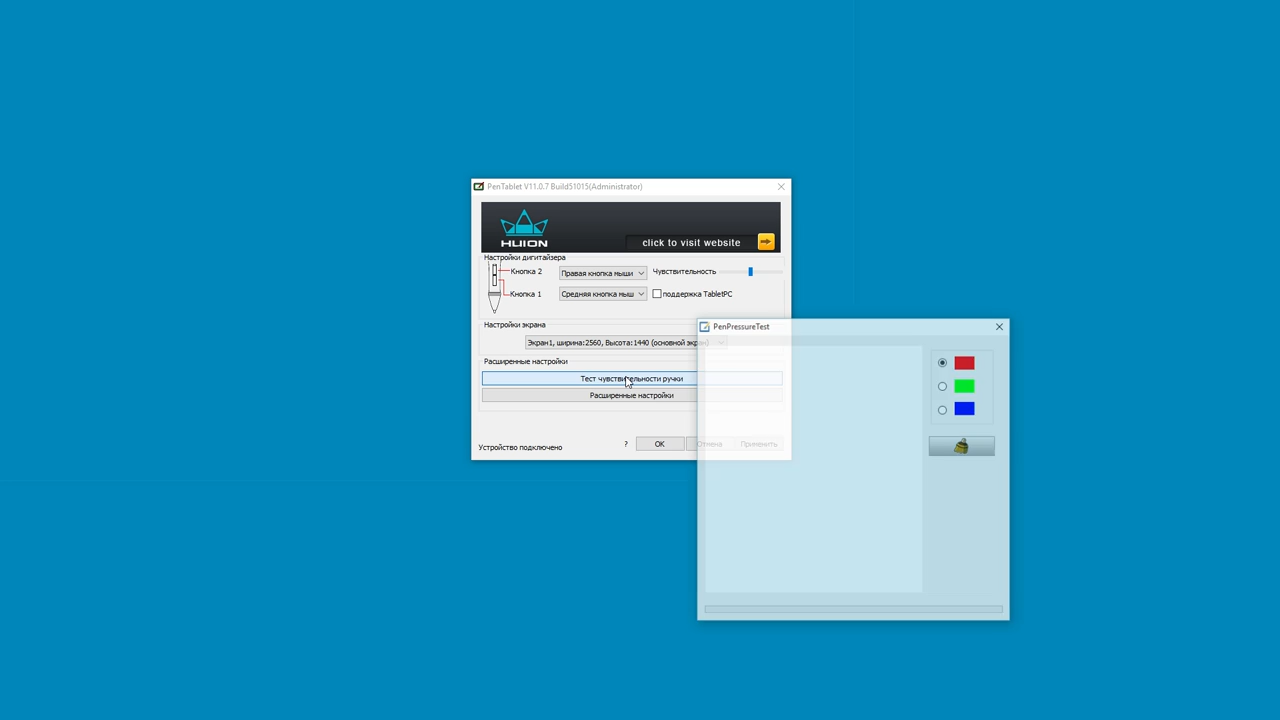 PenTablet V11.0.7 Build51015(Administrator)
HUION
click to visit website
Настройки дигитайзера
Кнопка 2
Правая кнопка мыши
Чувствительность
Кнопка 1
Средняя кнопка мыш
поддержка TabletPC
Настройки экрана
PenPressureTest
Экран1, ширина:2560, Высота:1440 (основной экран)
Расширенные настройки
Тест чувствительности ручки
Расширенные настройки
Устройство подключено
?
OK
Отмена
Применить